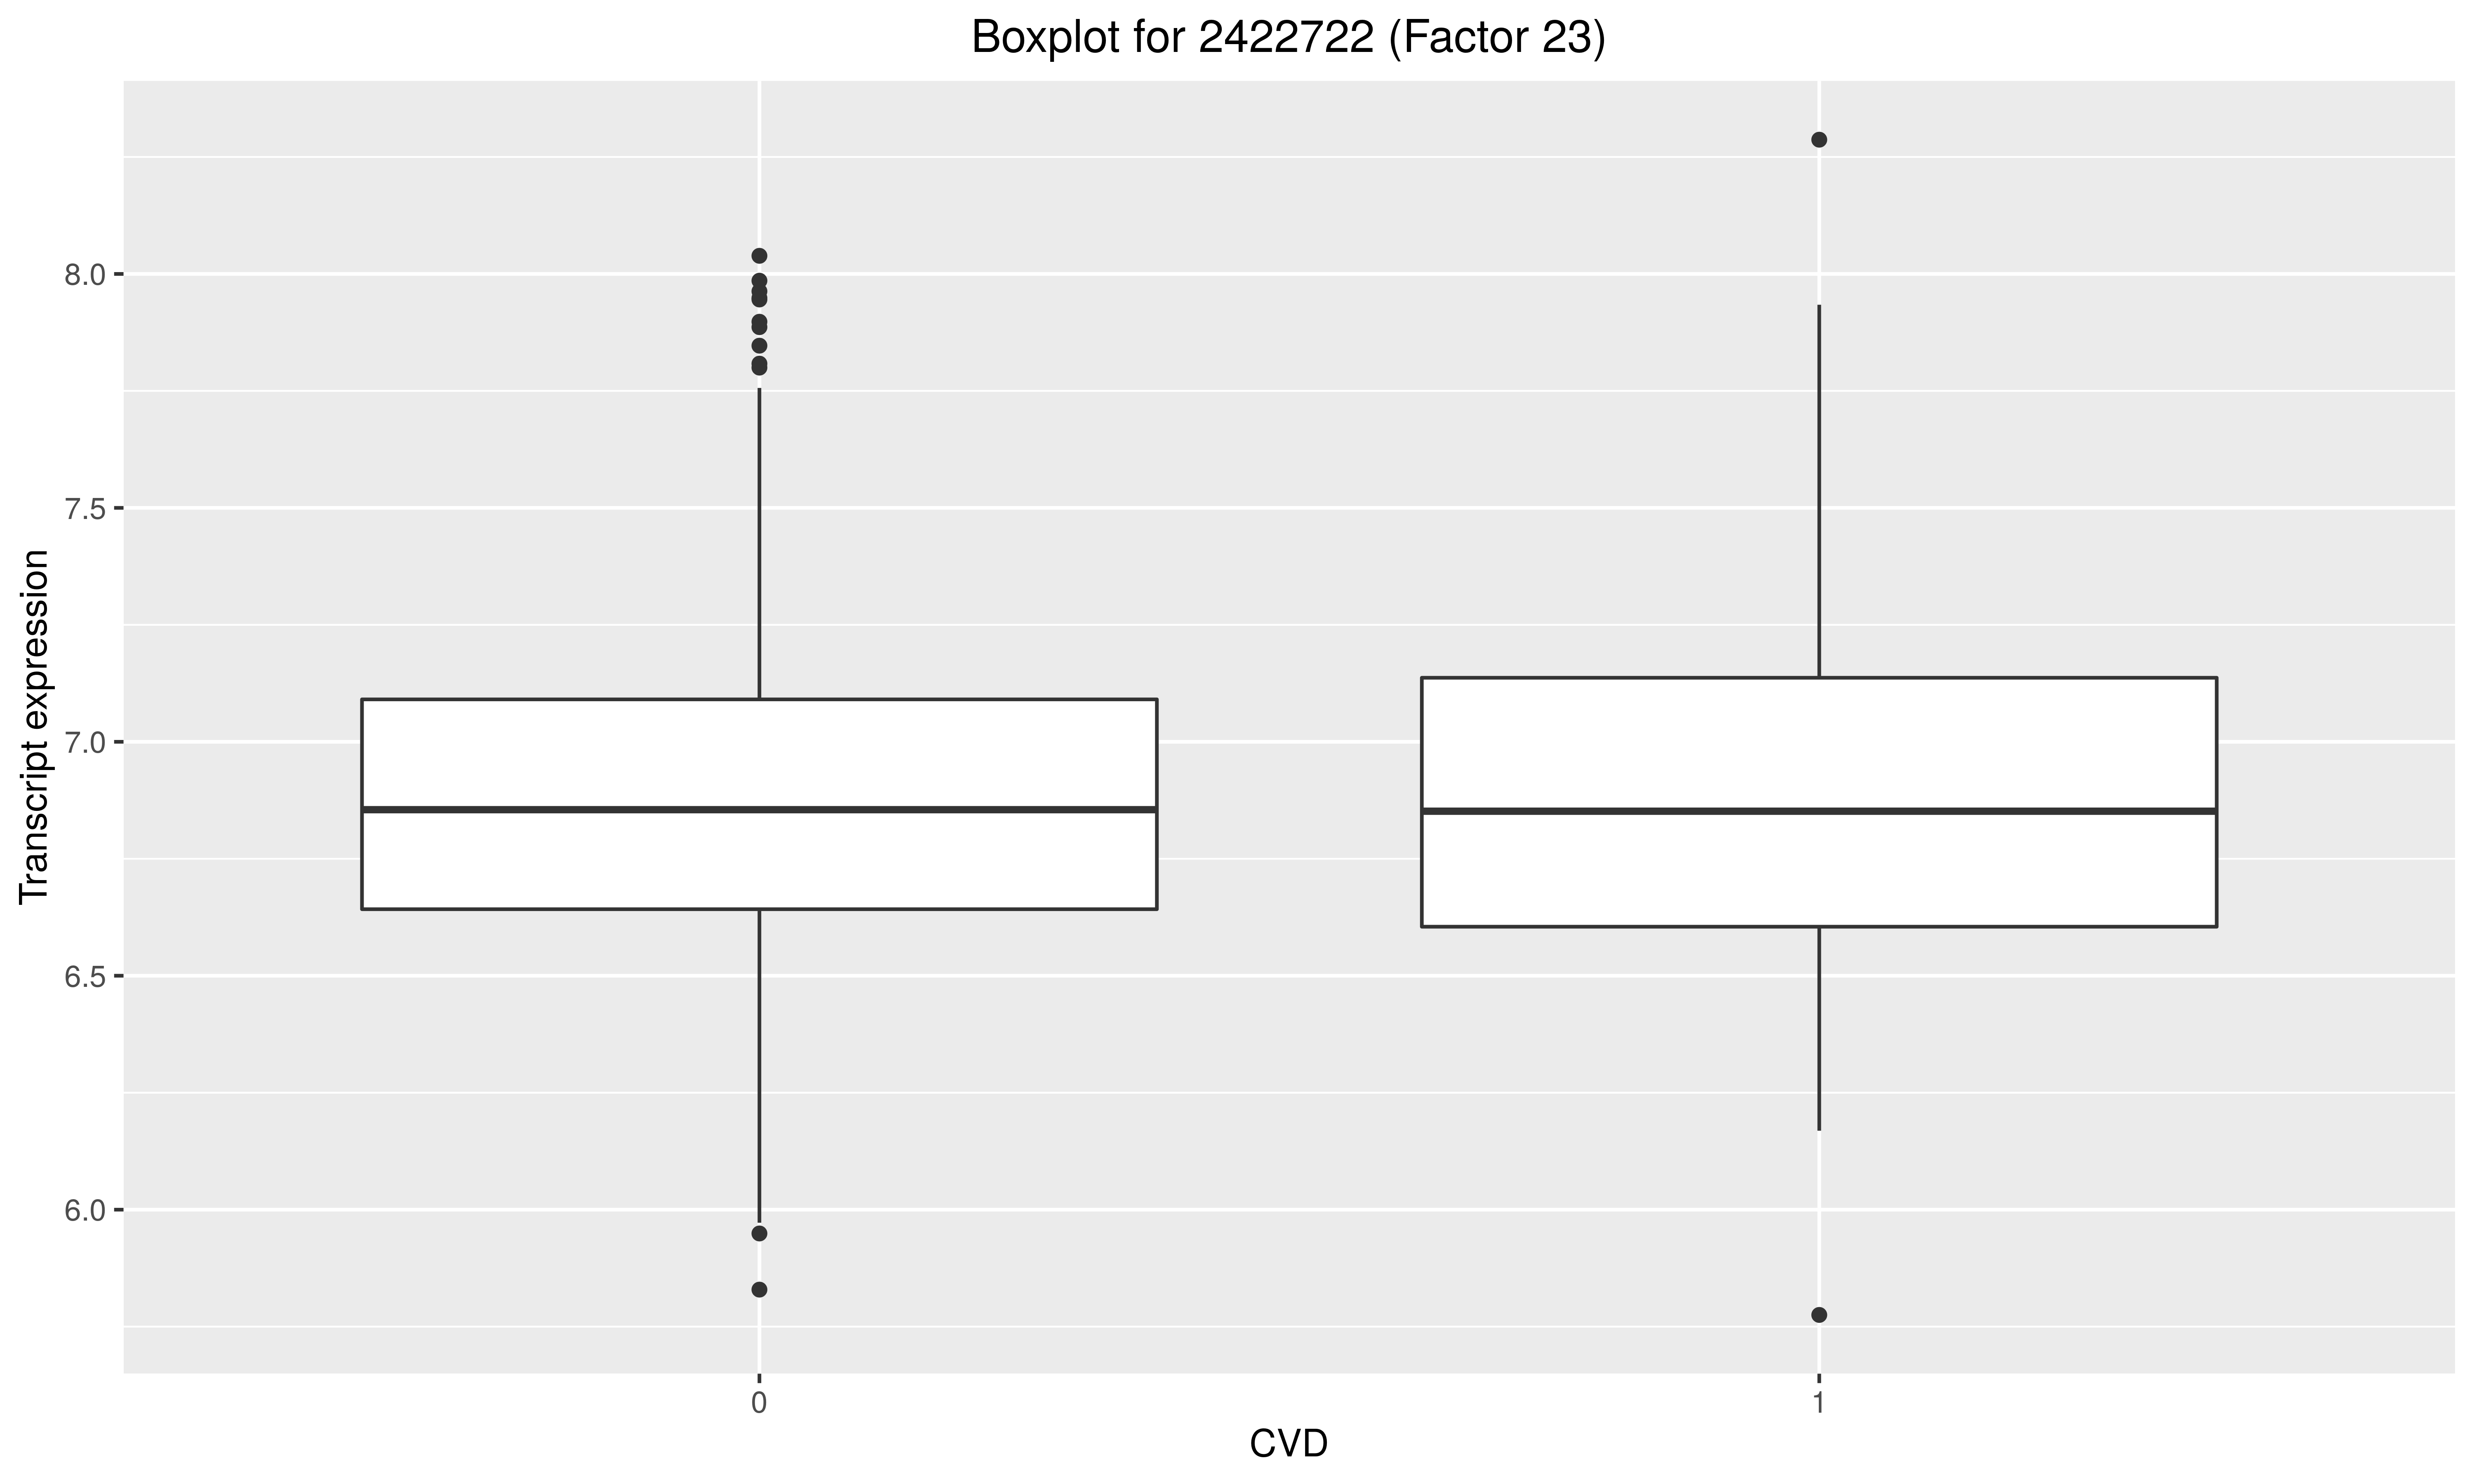 Boxplot for 2422722 (Factor 23)
Transcript expression
8.0
7.5
7.0
6.5
6.0
0
1
CVD